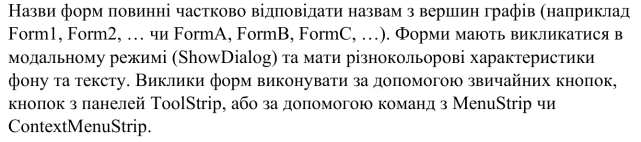 Назви форм повинні частково відповідати назвам з вершин графів (наприклад
Form1, Form2, … чи FormA, FormB, FormC, …). Форми мають викликатися в
модальному режимі (ShowDialog) та мати різнокольорові характеристики
фону та тексту. Виклики форм виконувати за допомогою звичайних кнопок,
кнопок з панелей ToolStrip, або за допомогою команд з MenuStrip чи
ContextMenuStrip.